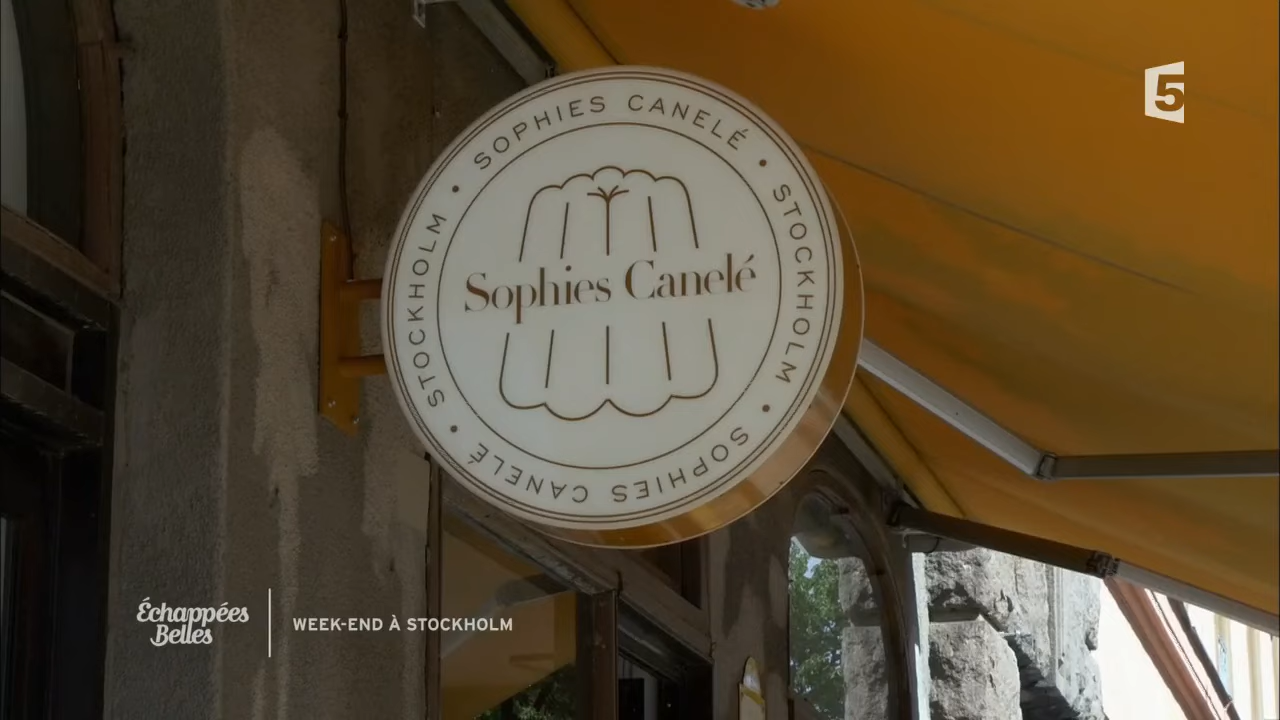 5
SOPHIES CANELÉ • STOCKHOLM • SOPHIES CANELÉ • STOCKHOLM •
Sophies Canelé
Échappées
Belles
WEEK-END À STOCKHOLM